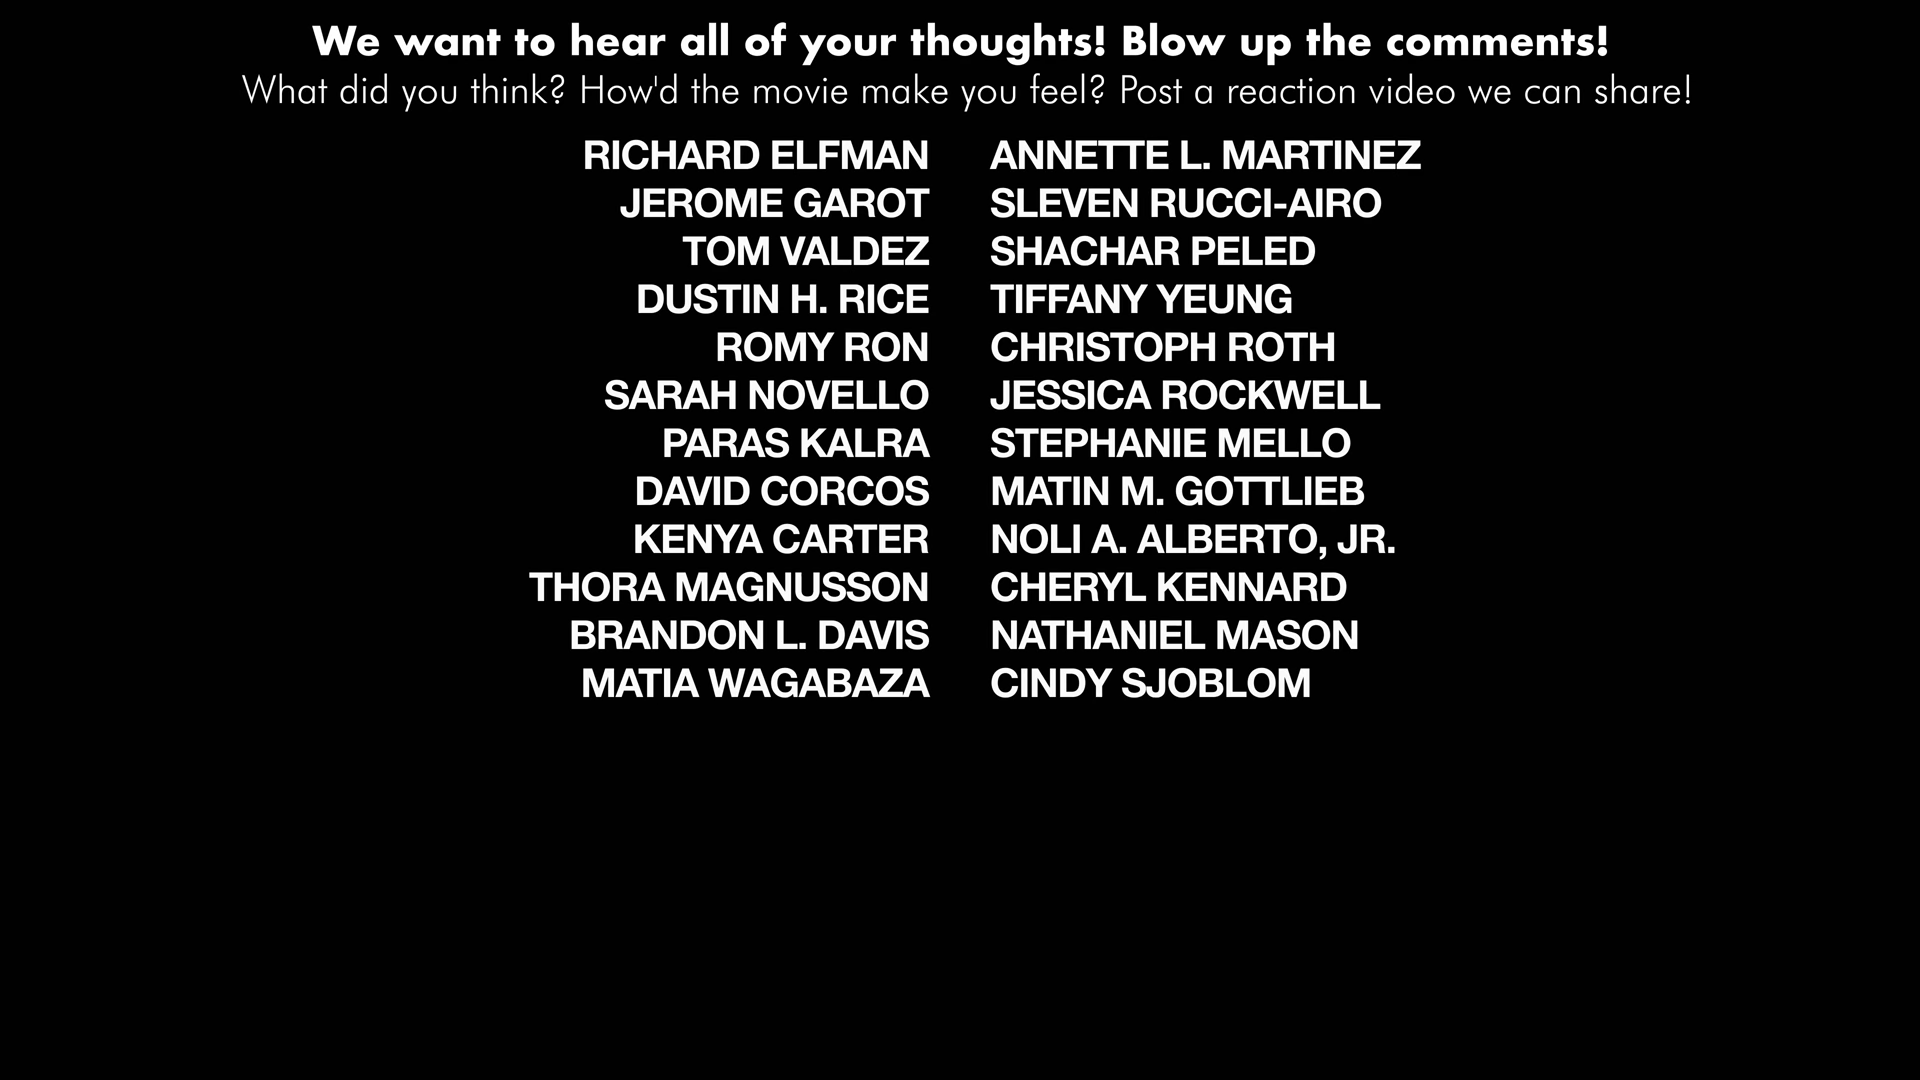 We want to hear all of your thoughts! Blow up the comments!
What did you think? How'd the movie make you feel? Post a reaction video we can share!
RICHARD ELFMAN ANNETTE L. MARTINEZ
JEROME GAROT SLEVEN RUCCI-AIRO
TOM VALDEZ SHACHAR PELED
DUSTIN H. RICE TIFFANY YEUNG
ROMY RON CHRISTOPH ROTH
SARAH NOVELLO JESSICA ROCKWELL
PARAS KALRA STEPHANIE MELLO
DAVID CORCOS MATIN M. GOTTLIEB
KENYA CARTER NOLI A. ALBERTO, JR.
THORA MAGNUSSON CHERYL KENNARD
BRANDON L. DAVIS NATHANIEL MASON
MATIA WAGABAZA CINDY SJOBLOM